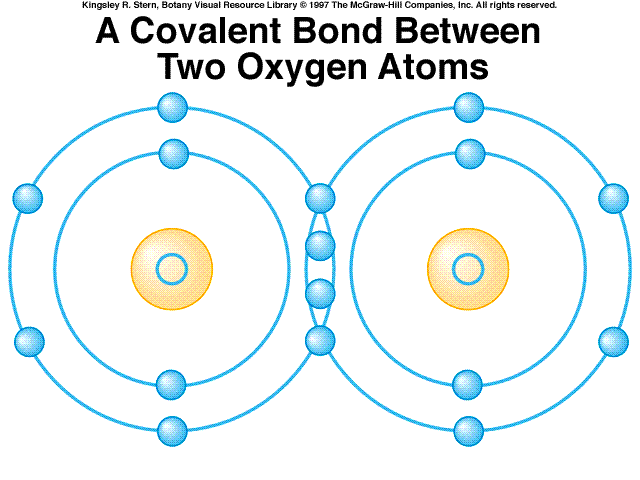 Kingsley R. Stern, Botany Visual Resource Library © 1997 The McGraw-Hill Companies, Inc. All rights reserved.
A Covalent Bond Between
Two Oxygen Atoms
O
O